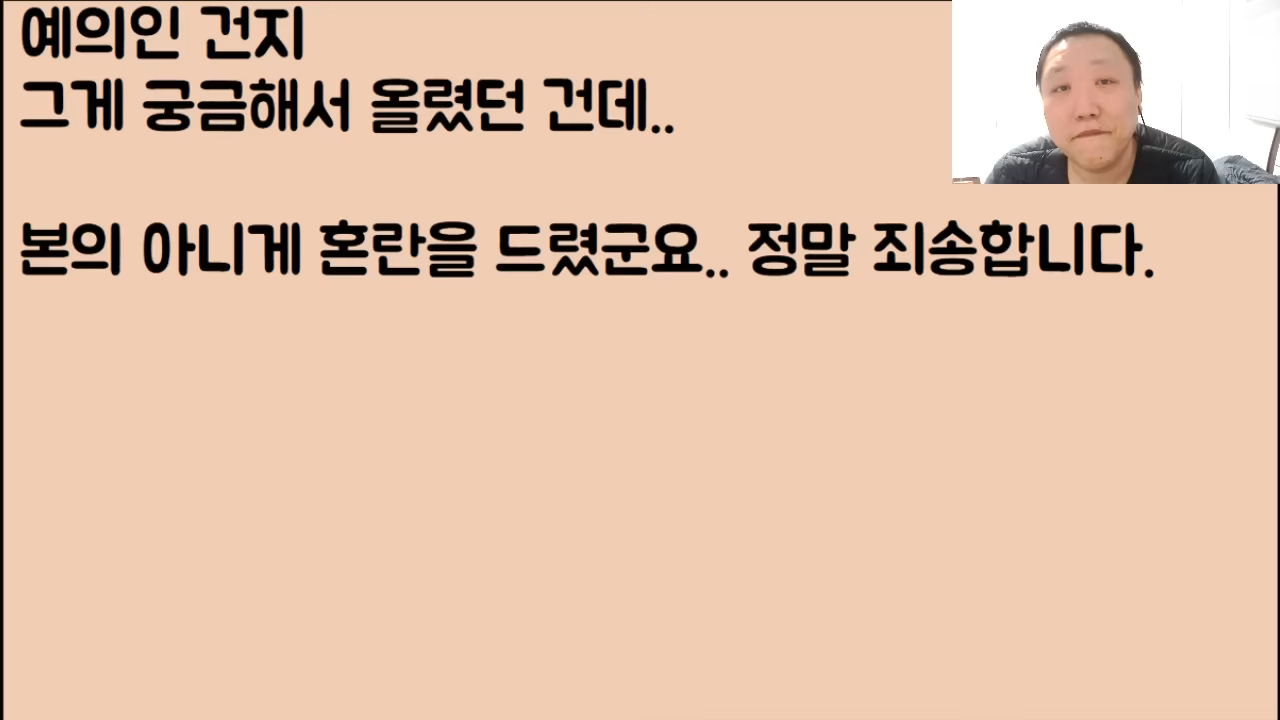 예의인 건지
그게 궁금해서 올렸던 건데..
본의 아니게 혼란을 드렸군요.. 정말 죄송합니다.